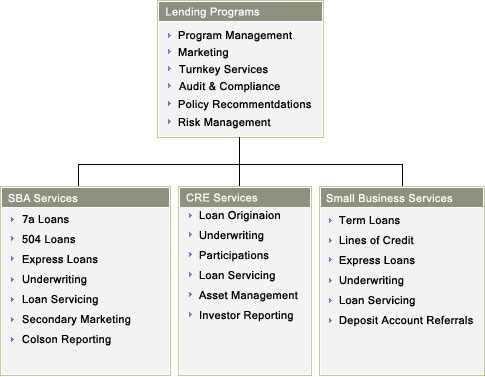 Lending Programs
Program Management
Marketing
Turnkey Services
Audit & Compliance
Policy Recommentdations
Risk Management
SBA Services
7a Loans
504 Loans
Express Loans
Underwriting
Loan Servicing
Secondary Marketing
Colson Reporting
CRE Services
Loan Originaion
Underwriting
Participations
Loan Servicing
Asset Management
Investor Reporting
Small Business Services
Term Loans
Lines of Credit
Express Loans
Underwriting
Loan Servicing
Deposit Account Referrals